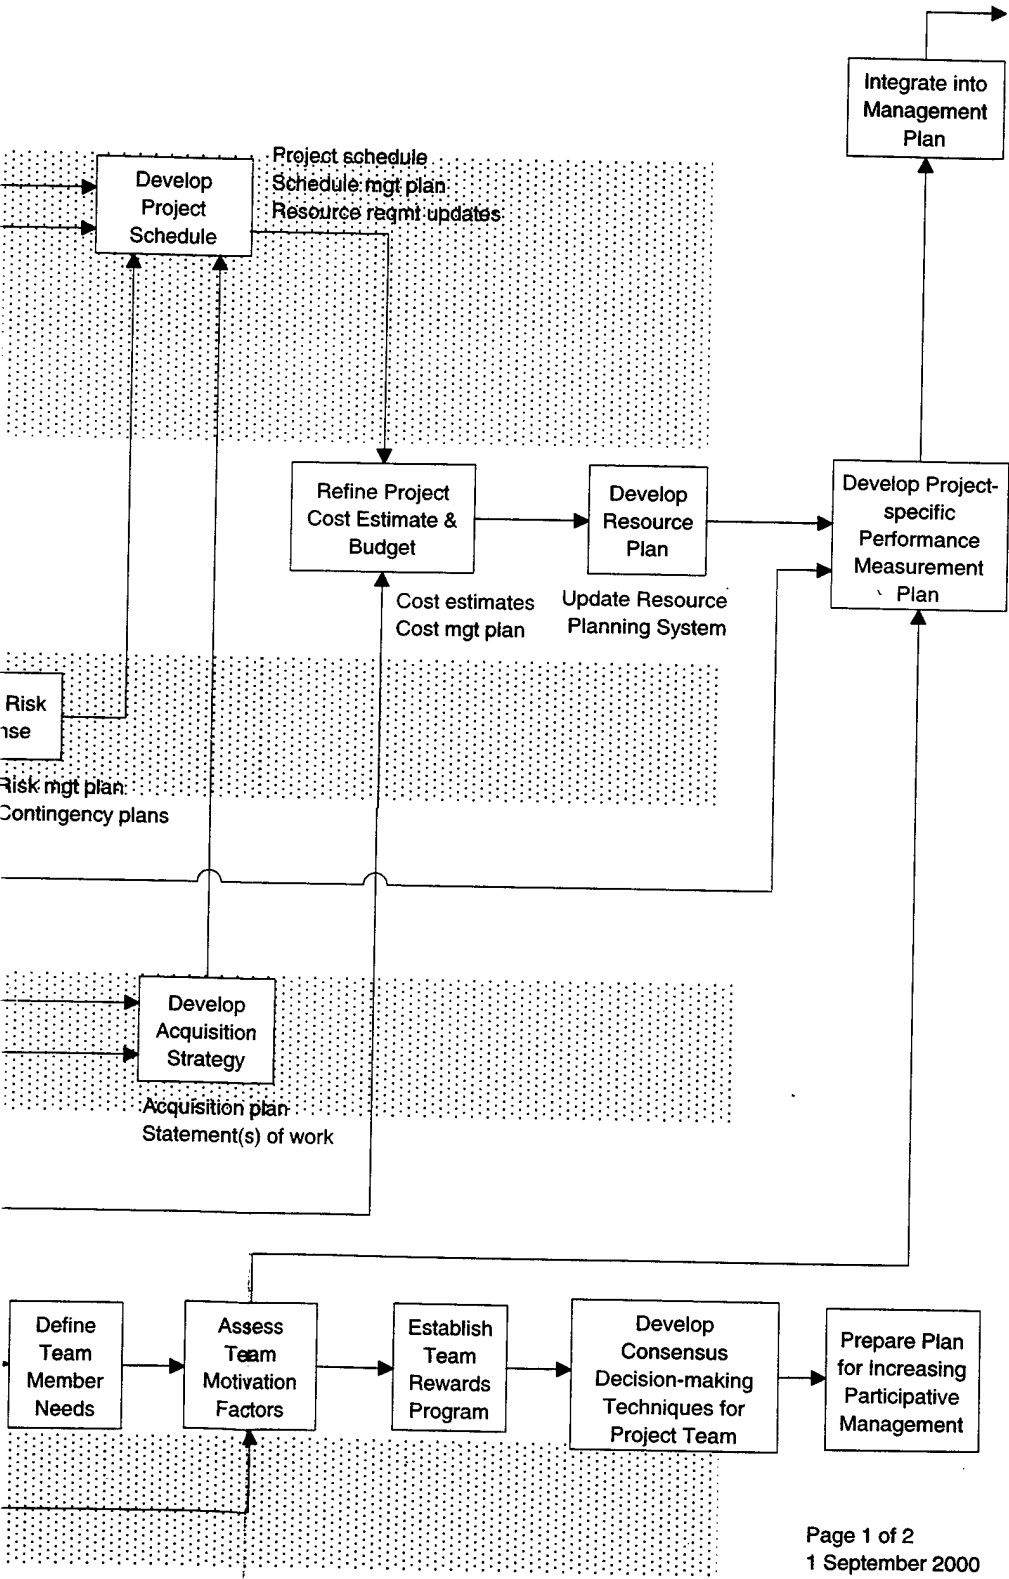 Integrate into
Management
Plan
Develop
Project
Schedule
Project schedule
Schedule mgt plan
Resource reqmt updates
Refine Project
Cost Estimate &
Budget
Develop
Resource
Plan
Develop Project-
specific
Performance
Measurement
Plan
Cost estimates
Cost mgt plan
Update Resource
Planning System
Risk
nse
Risk mgt plan
Contingency plans
Develop
Acquisition
Strategy
Acquisition plan
Statement(s) of work
Define
Team
Member
Needs
Assess
Team
Motivation
Factors
Establish
Team
Rewards
Program
Develop
Consensus
Decision-making
Techniques for
Project Team
Prepare Plan
for Increasing
Participative
Management
Page 1 of 2
1 September 2000